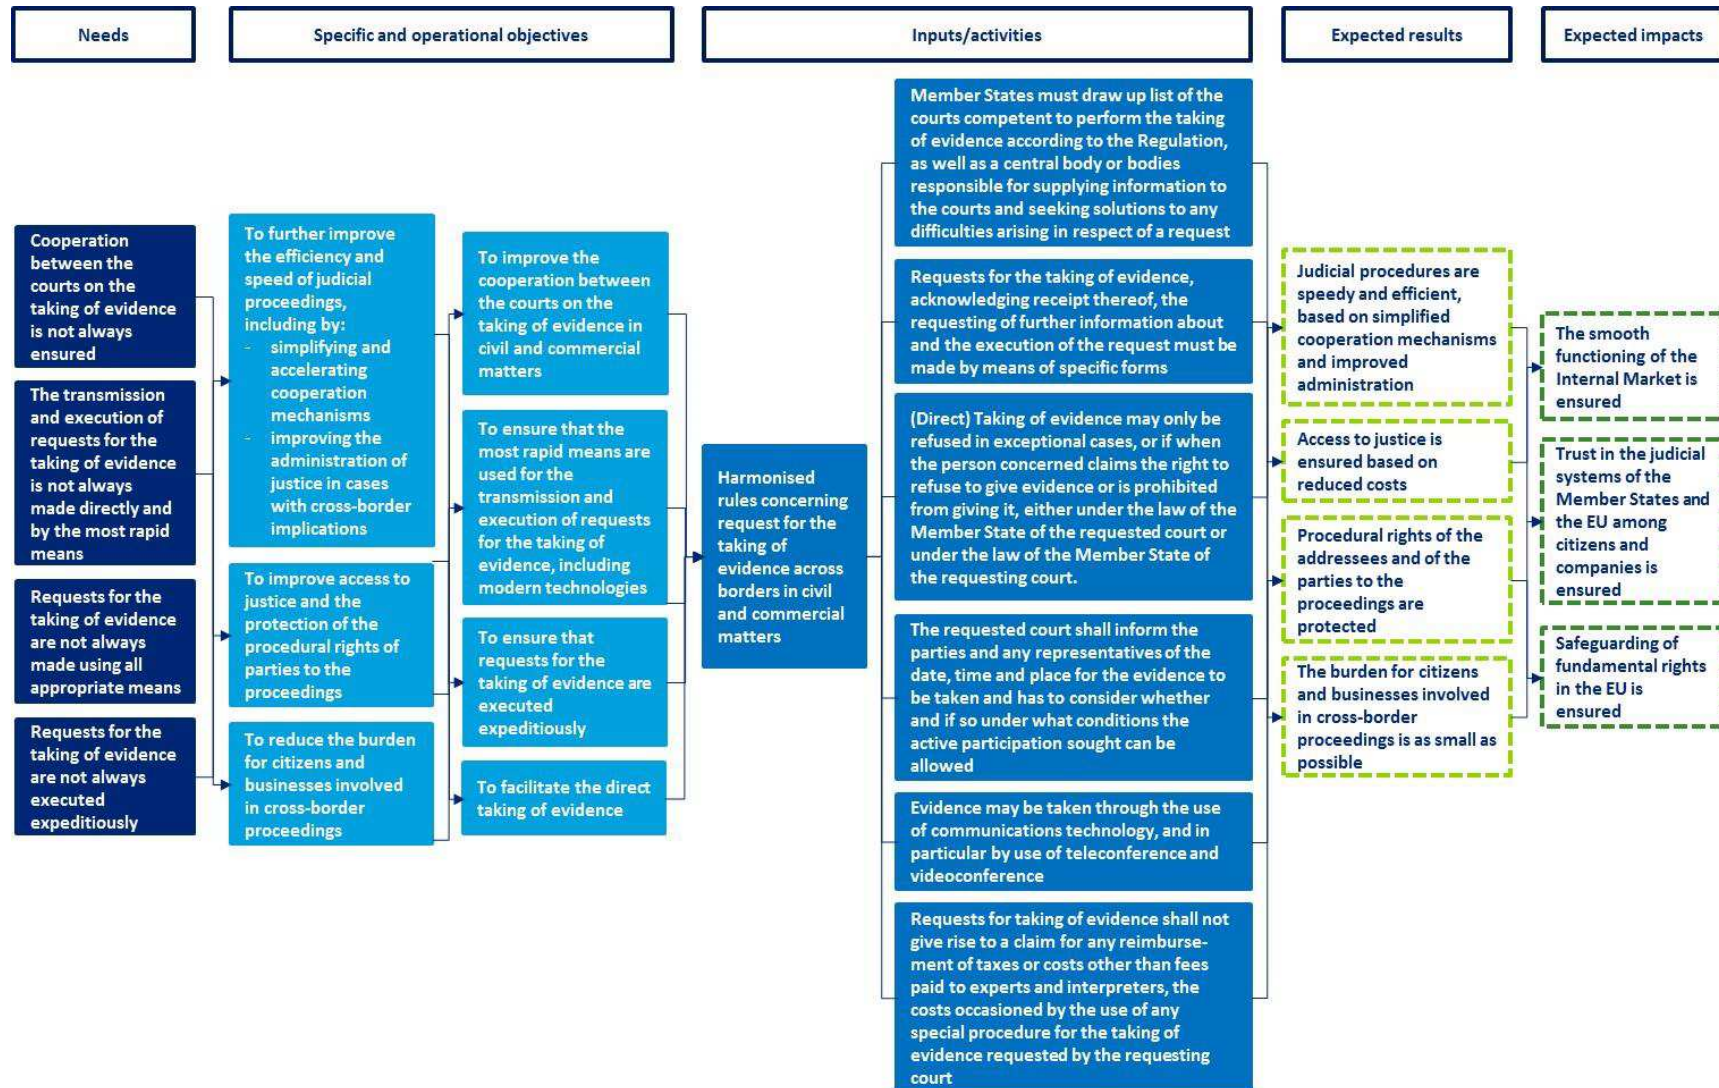 Needs
Specific and operational objectives
Inputs/activities
Expected results
Expected impacts
Cooperation
between the
courts on the
taking of evidence
is not always
ensured
The transmission
and execution of
requests for the
taking of evidence
is not always
made directly and
by the most rapid
means
Requests for the
taking of evidence
are not always
made using all
appropriate means
Requests for the
taking of evidence
are not always
executed
expeditiously
To further improve
the efficiency and
speed of judicial
proceedings,
including by:
- simplifying and
accelerating
cooperation
mechanisms
- improving the
administration of
justice in cases
with cross-border
implications
To improve access to
justice and the
protection of the
procedural rights of
parties to the
proceedings
To reduce the burden
for citizens and
businesses involved
in cross-border
proceedings
To improve the
cooperation between
the courts on the
taking of evidence in
civil and commercial
matters
To ensure that the
most rapid means are
used for the
transmission and
execution of requests
for the taking of
evidence, including
modern technologies
To ensure that
requests for the
taking of evidence are
executed
expeditiously
To facilitate the direct
taking of evidence
Harmonised
rules concerning
request for the
taking of
evidence across
borders in civil
and commercial
matters
Member States must draw up list of the
courts competent to perform the taking
of evidence according to the Regulation,
as well as a central body or bodies
responsible for supplying information to
the courts and seeking solutions to any
difficulties arising in respect of a request
Requests for the taking of evidence,
acknowledging receipt thereof, the
requesting of further information about
and the execution of the request must be
made by means of specific forms
(Direct) Taking of evidence may only be
refused in exceptional cases, or if when
the person concerned claims the right to
refuse to give evidence or is prohibited
from giving it, either under the law of the
Member State of the requested court or
under the law of the Member State of
the requesting court.
The requested court shall inform the
parties and any representatives of the
date, time and place for the evidence to
be taken and has to consider whether
and if so under what conditions the
active participation sought can be
allowed
Evidence may be taken through the use
of communications technology, and in
particular by use of teleconference and
videoconference
Requests for taking of evidence shall not
give rise to a claim for any reimburse-
ment of taxes or costs other than fees
paid to experts and interpreters, the
costs occasioned by the use of any
special procedure for the taking of
evidence requested by the requesting
court
Judicial procedures are
speedy and efficient,
based on simplified
cooperation mechanisms
and improved
administration
Access to justice is
ensured based on
reduced costs
Procedural rights of the
addressees and of the
parties to the
proceedings are
protected
The burden for citizens
and businesses involved
in cross-border
proceedings is as small as
possible
The smooth
functioning of the
Internal Market is
ensured
Trust in the judicial
systems of the
Member States and
the EU among
citizens and
companies is
ensured
Safeguarding of
fundamental rights
in the EU is
ensured